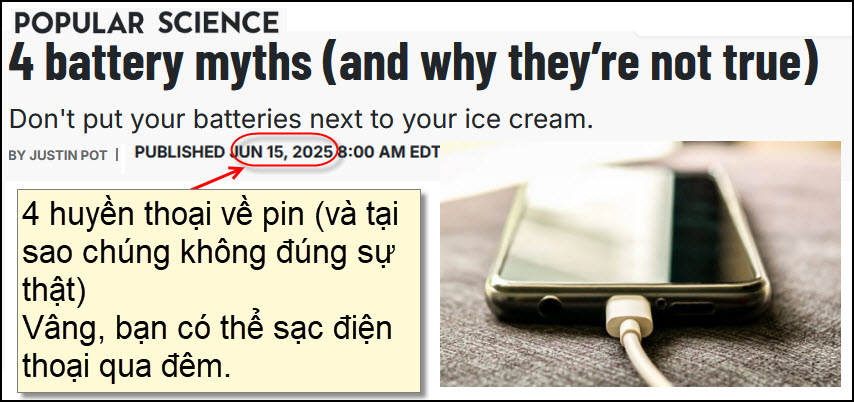 POPULAR SCIENCE
4 battery myths (and why they’re not true)
Don't put your batteries next to your ice cream.
BY JUSTIN POT | PUBLISHED JUN 15, 2025 8:00 AM EDT
4 huyền thoại về pin (và tại
sao chúng không đúng sự
thật)
Vâng, bạn có thể sạc điện
thoại qua đêm.